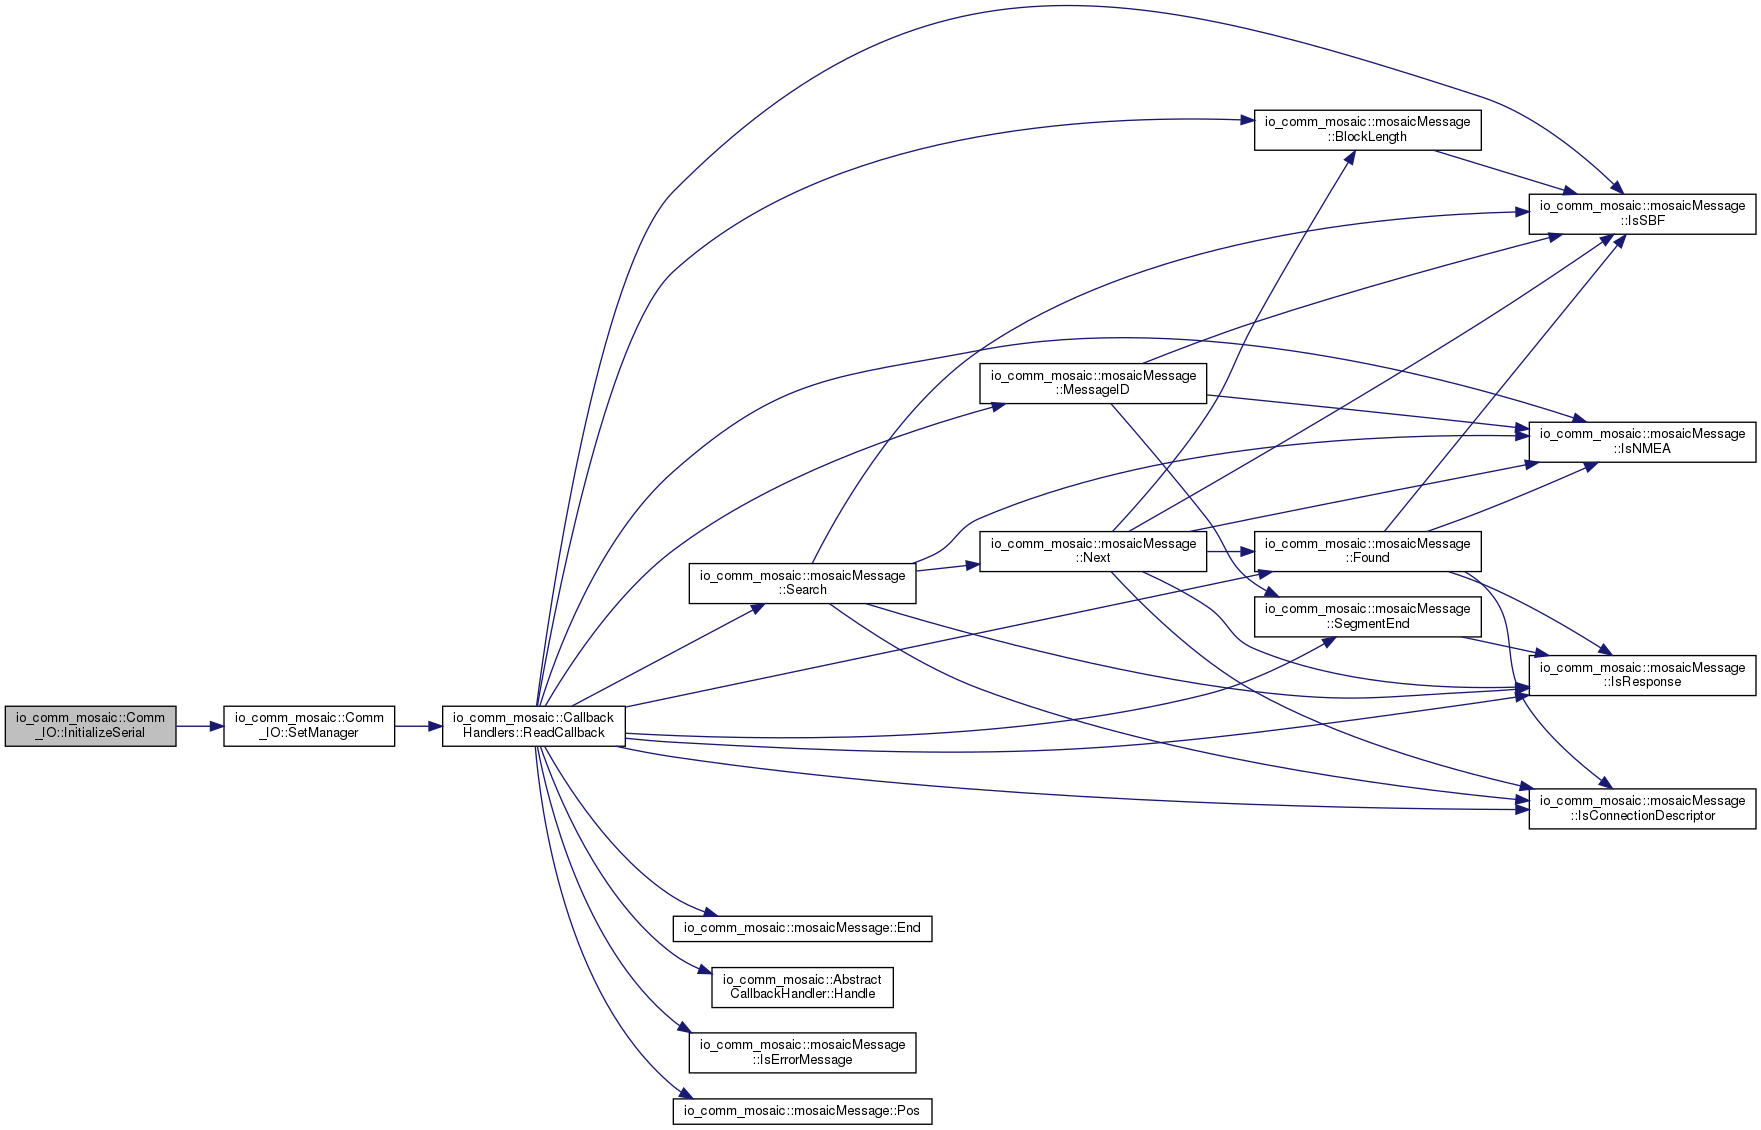 io_comm_mosaic::mosaicMessage
::BlockLength
io_comm_mosaic::mosaicMessage
::IsSBF
io_comm_mosaic::mosaicMessage
::MessageID
io_comm_mosaic::mosaicMessage
::IsNMEA
io_comm_mosaic::mosaicMessage
::Next
io_comm_mosaic::mosaicMessage
::Found
io_comm_mosaic::mosaicMessage
::Search
io_comm_mosaic::mosaicMessage
::SegmentEnd
io_comm_mosaic::mosaicMessage
::IsResponse
io_comm_mosaic::Comm
_IO::InitializeSerial
io_comm_mosaic::Comm
_IO::SetManager
io_comm_mosaic::Callback
Handlers::ReadCallback
io_comm_mosaic::mosaicMessage
::IsConnectionDescriptor
io_comm_mosaic::mosaicMessage::End
io_comm_mosaic::Abstract
CallbackHandler::Handle
io_comm_mosaic::mosaicMessage
::IsErrorMessage
io_comm_mosaic::mosaicMessage::Pos